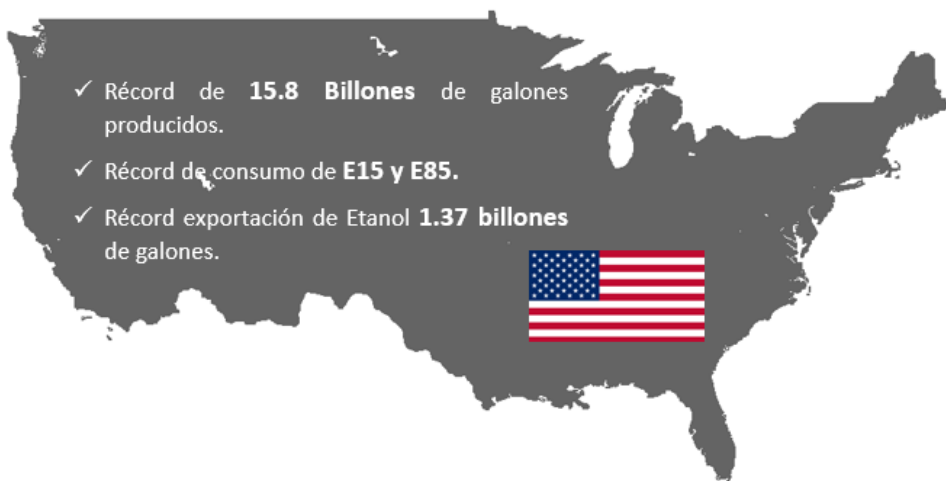 ✓ Récord de 15.8 Billones de galones
producidos.
✓ Récord de consumo de E15 y E85.
✓ Récord exportación de Etanol 1.37 billones
de galones.